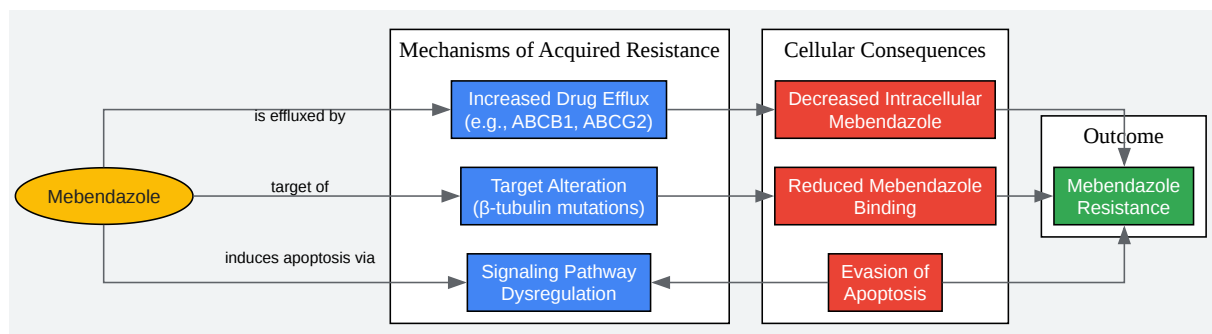 Mechanisms of Acquired Resistance
Cellular Consequences
Increased Drug Efflux
(e.g., ABCB1, ABCG2)
Decreased Intracellular
Mebendazole
is effluxed by
Outcome
Mebendazole
target of
Target Alteration
(β-tubulin mutations)
Reduced Mebendazole
Binding
Mebendazole
Resistance
induces apoptosis via
Signaling Pathway
Dysregulation
Evasion of
Apoptosis